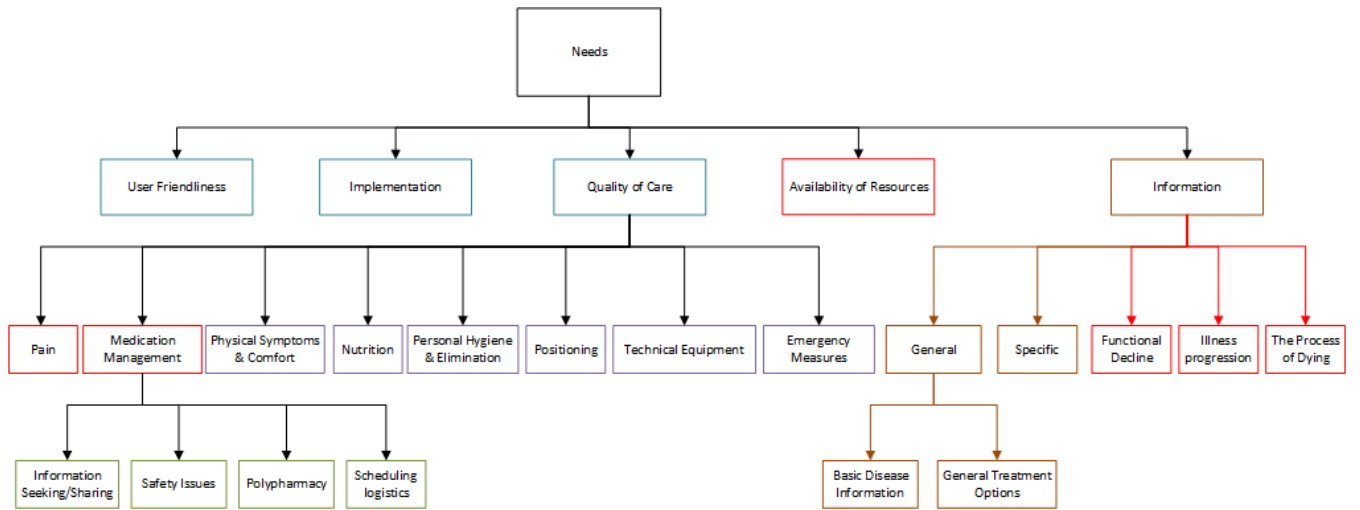 Needs
User Friendliness
Implementation
Quality of Care
Availability of Resources
Information
Pain
Medication
Management
Physical Symptoms
& Comfort
Nutrition
Personal Hygiene
& Elimination
Positioning
Technical Equipment
Emergency
Measures
General
Specific
Functional
Decline
Illness
progression
The Process
of Dying
Information
Seeking/Sharing
Safety Issues
Polypharmacy
Scheduling
logistics
Basic Disease
Information
General Treatment
Options